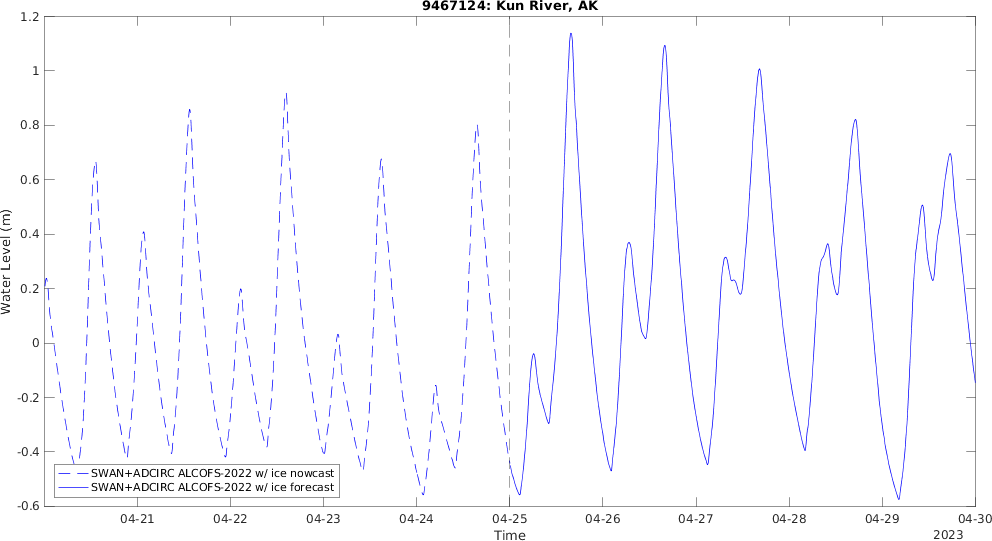 9467124: Kun River, AK
Water Level (m)
1.2
1
0.8
0.6
0.4
0.2
0
-0.2
-0.4
-0.6
SWAN+ADCIRC ALCOFS-2022 w/ ice nowcast
SWAN+ADCIRC ALCOFS-2022 w/ ice forecast
04-21 04-22 04-23 04-24 04-25 04-26 04-27 04-28 04-29 04-30
Time
2023